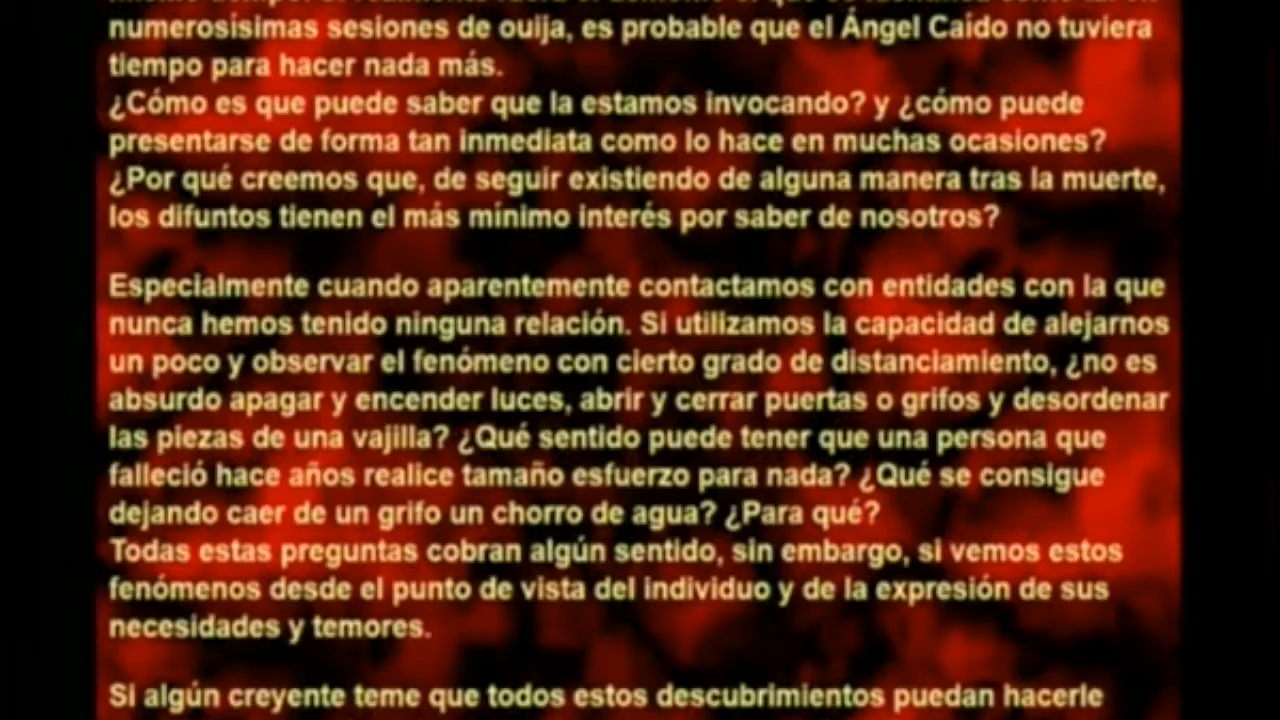 numerosísimas sesiones de ouija, es probable que el Ángel Caído no tuviera
tiempo para hacer nada más.
¿Cómo es que puede saber que la estamos invocando? y ¿cómo puede
presentarse de forma tan inmediata como lo hace en muchas ocasiones?
¿Por qué creemos que, de seguir existiendo de alguna manera tras la muerte,
los difuntos tienen el más mínimo interés por saber de nosotros?
Especialmente cuando aparentemente contactamos con entidades con la que
nunca hemos tenido ninguna relación. Si utilizamos la capacidad de alejarnos
un poco y observar el fenómeno con cierto grado de distanciamiento, ¿no es
absurdo apagar y encender luces, abrir y cerrar puertas o grifos y desordenar
las piezas de una vajilla? ¿Qué sentido puede tener que una persona que
falleció hace años realice tamaño esfuerzo para nada? ¿Qué se consigue
dejando caer de un grifo un chorro de agua? ¿Para qué?
Todas estas preguntas cobran algún sentido, sin embargo, si vemos estos
fenómenos desde el punto de vista del individuo y de la expresión de sus
necesidades y temores.
Si algún creyente teme que todos estos descubrimientos puedan hacerle